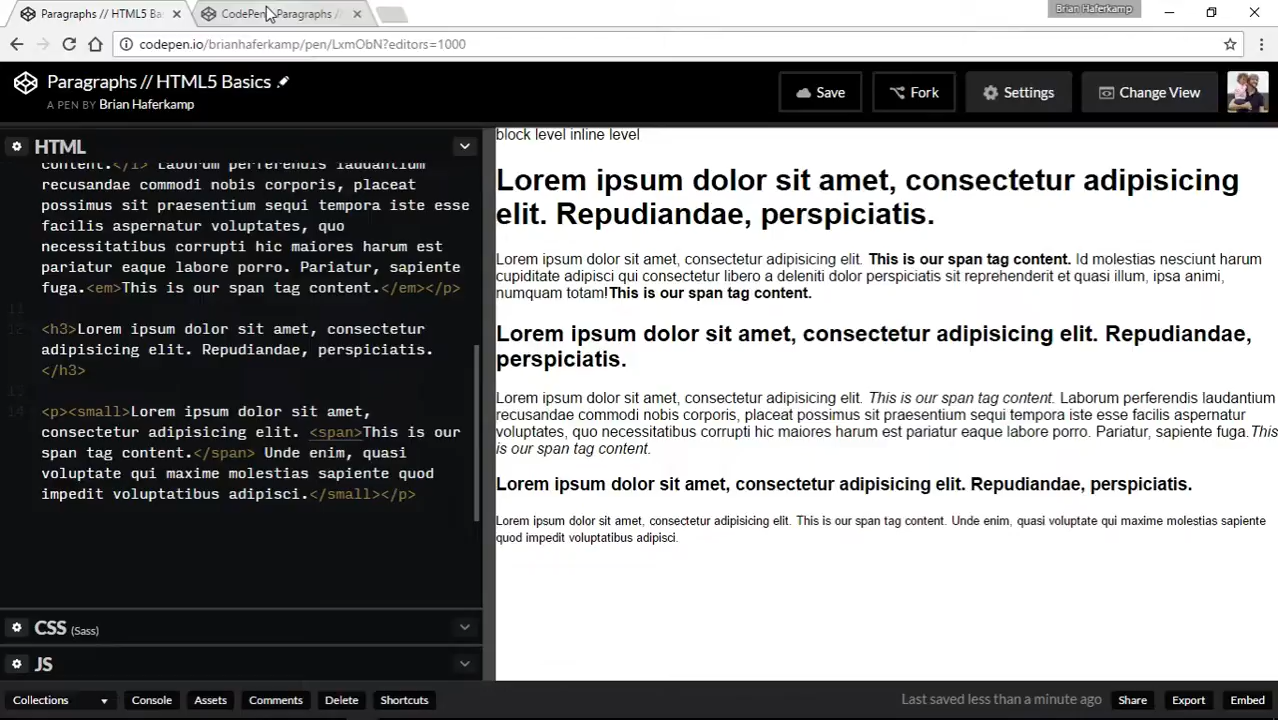 Paragraphs // HTML5 Ba
CodePen
Paragraphs /
Brian Haferkamp
codepen.io/brianhaferkamp/pen/LxmObN?editors=1000
Paragraphs // HTML5 Basics
A PEN BY Brian Haferkamp
Save
Fork
Settings
Change View
HTML
content.</i> Laborum perferendis laudantium
recusandae commodi nobis corporis, placeat
possimus sit praesentium sequi tempora iste esse
facilis aspernatur voluptates, quo
necessitatibus corrupti hic maiores harum est
pariatur eaque labore porro. Pariatur, sapiente
fuga.<em>This is our span tag content.</em></p>
11
12 <h3>Lorem ipsum dolor sit amet, consectetur
adipisicing elit. Repudiandae, perspiciatis.
</h3>
13
14 <p><small>Lorem ipsum dolor sit amet,
consectetur adipisicing elit. <span>This is our
span tag content.</span> Unde enim, quasi
voluptate qui maxime molestias sapiente quod
impedit voluptatibus adipisci.</small></p>
CSS (Sass)
JS
block level inline level
Lorem ipsum dolor sit amet, consectetur adipisicing
elit. Repudiandae, perspiciatis.
Lorem ipsum dolor sit amet, consectetur adipisicing elit. This is our span tag content. Id molestias nesciunt harum
cupiditate adipisci qui consectetur libero a deleniti dolor perspiciatis sit reprehenderit et quasi illum, ipsa animi,
numquam totam!This is our span tag content.
Lorem ipsum dolor sit amet, consectetur adipisicing elit. Repudiandae,
perspiciatis.
Lorem ipsum dolor sit amet, consectetur adipisicing elit. This is our span tag content. Laborum perferendis laudantium
recusandae commodi nobis corporis, placeat possimus sit praesentium sequi tempora iste esse facilis aspernatur
voluptates, quo necessitatibus corrupti hic maiores harum est pariatur eaque labore porro. Pariatur, sapiente fuga.This
is our span tag content.
Lorem ipsum dolor sit amet, consectetur adipisicing elit. Repudiandae, perspiciatis.
Lorem ipsum dolor sit amet, consectetur adipisicing elit. This is our span tag content. Unde enim, quasi voluptate qui maxime molestias sapiente
quod impedit voluptatibus adipisci.
Collections
Console
Assets
Comments
Delete
Shortcuts
Last saved less than a minute ago
Share
Export
Embed